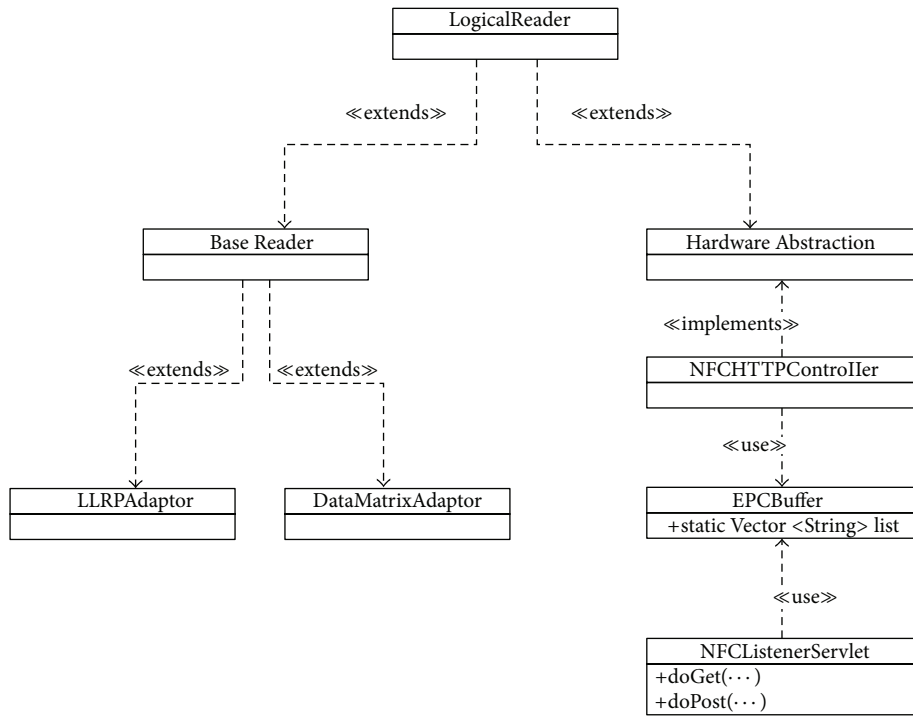 LogicalReader
≪extends≫
≪extends≫
Base Reader
Hardware Abstraction
≪implements≫
≪extends≫
≪extends≫
NFCHTTPControIIer
≪use≫
LLRPAdaptor
DataMatrixAdaptor
EPCBuffer
+static Vector <String> list
≪use≫
NFCListenerServlet
+doGet(⋯)
+doPost(⋯)